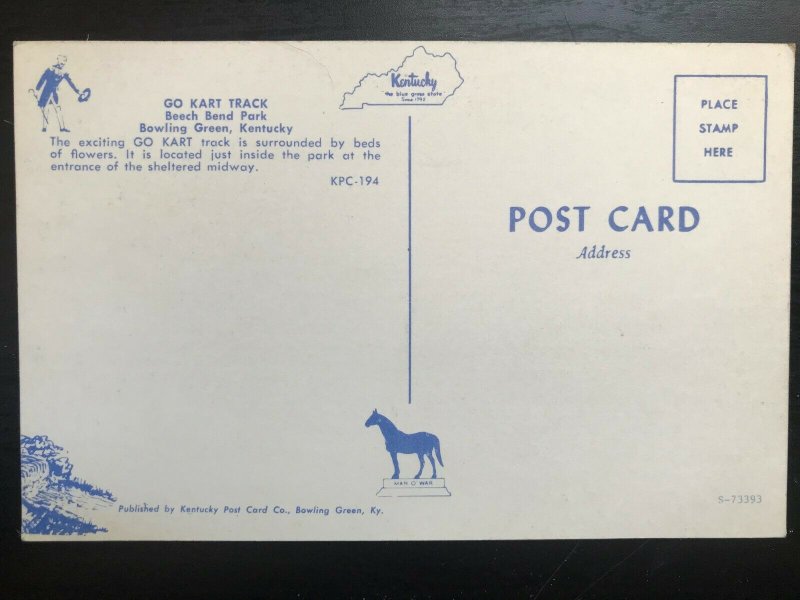 GO KART TRACK
Beech Bend Park
Bowling Green, Kentucky
The exciting GO KART track is surrounded by beds
of flowers. It is located just inside the park at the
entrance of the sheltered midway.
KPC-194
Kentucky
the blue grass state
Since 1792
PLACE
STAMP
HERE
POST CARD
Address
MAN O WAR
Published by Kentucky Post Card Co., Bowling Green, Ky.
S-73393